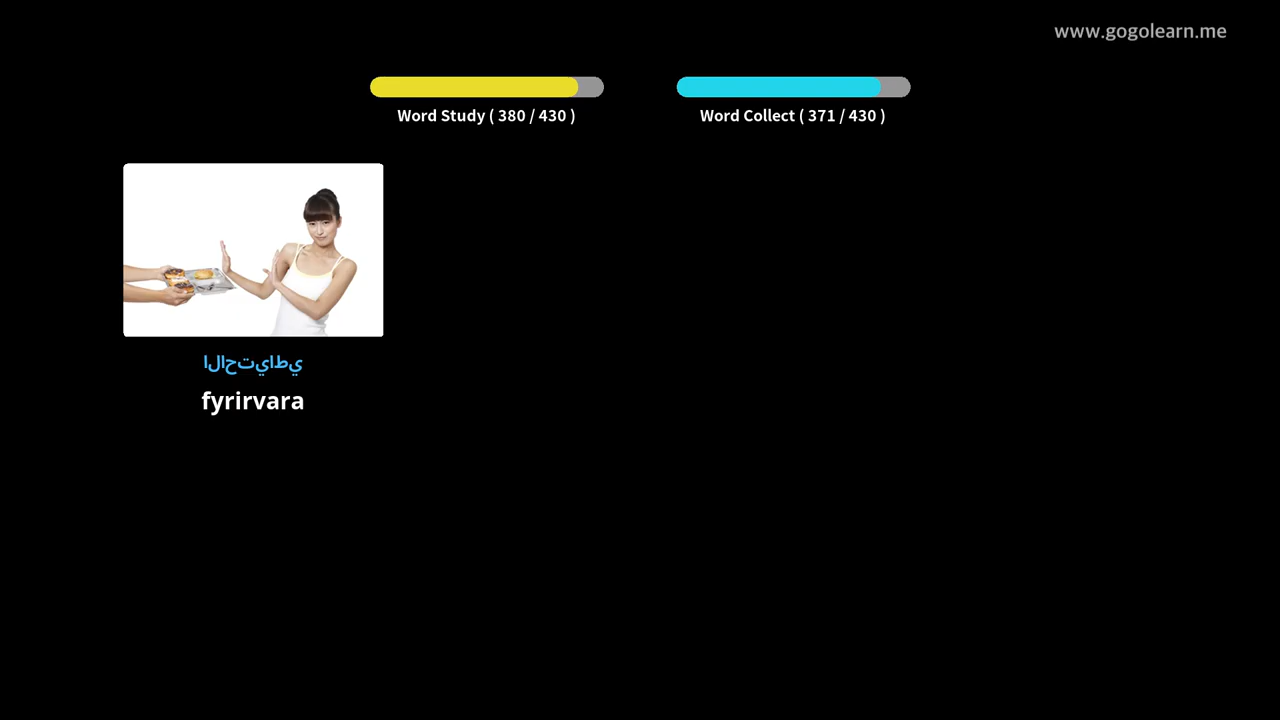 www.gogolearn.me
Word Study ( 380 / 430 )
Word Collect ( 371 / 430 )
الاحتياطي
fyrirvara